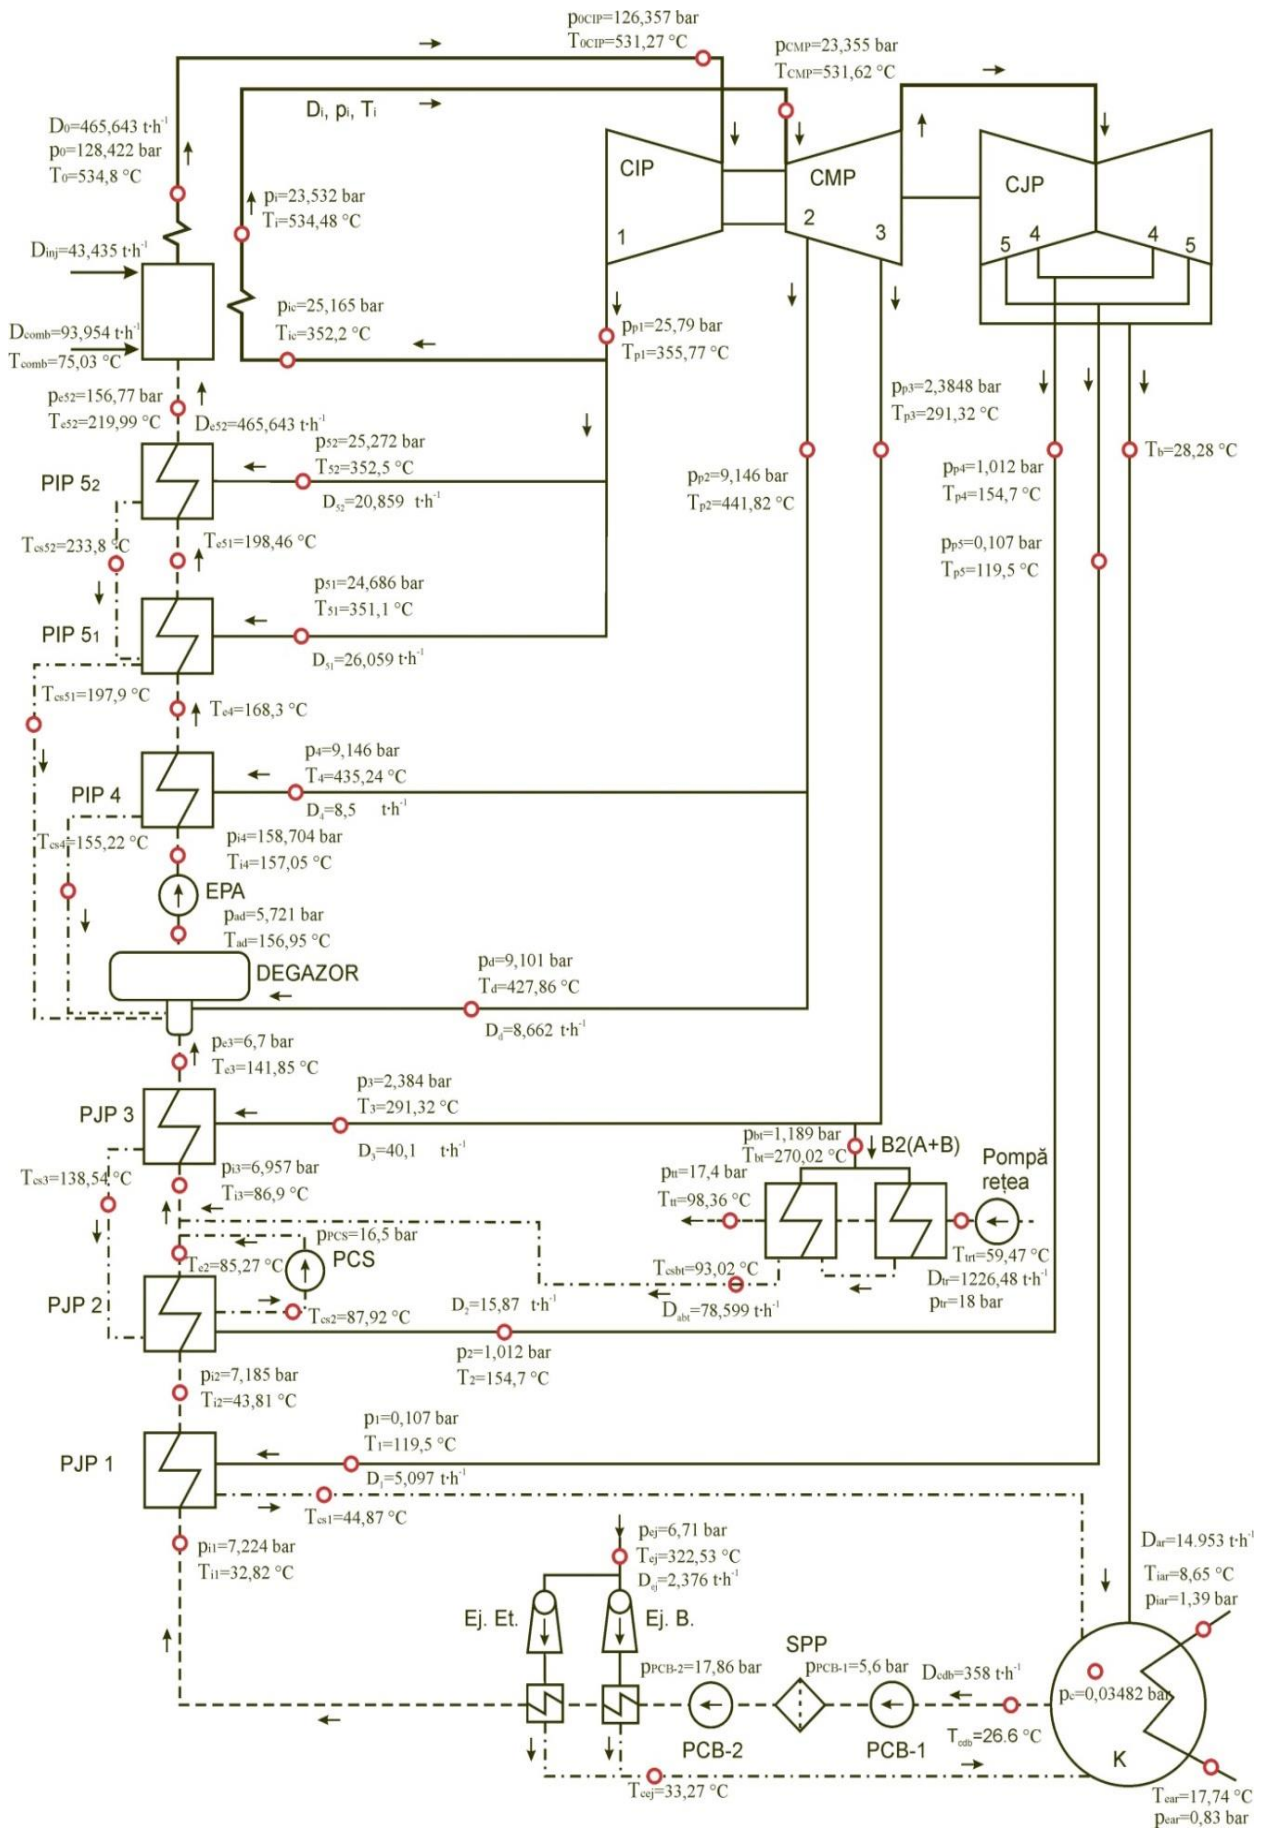 p0CIP=126,357 bar
T0CIP=531,27 °C
pCMP=23,355 bar
TCMP=531,62 °C
Di, pi, Ti
D0=465,643 t·h-1
p0=128,422 bar
T0=534,8 °C
CIP
CMP
CJP
pi=23,532 bar
Ti=534,48 °C
1
2
3
5
4
4
5
Dinj=43,435 t·h-1
pic=25,165 bar
Tic=352,2 °C
Dcomb=93,954 t·h-1
Tcomb=75,03 °C
pp1=25,79 bar
Tp1=355,77 °C
pp3=2,3848 bar
Tp3=291,32 °C
pe52=156,77 bar
Te52=219,99 °C
De52=465,643 t·h-1
p52=25,272 bar
T52=352,5 °C
D52=20,859 t·h-1
PIP 52
pp2=9,146 bar
Tp2=441,82 °C
pp4=1,012 bar
Tp4=154,7 °C
Tb=28,28 °C
Tcs52=233,8 °C
Te51=198,46 °C
pp5=0,107 bar
Tp5=119,5 °C
p51=24,686 bar
T51=351,1 °C
PIP 51
D51=26,059 t·h-1
Tcs51=197,9 °C
Te4=168,3 °C
p4=9,146 bar
T4=435,24 °C
PIP 4
D4=8,5 t·h-1
Tcs4=155,22 °C
pi4=158,704 bar
Ti4=157,05 °C
EPA
pad=5,721 bar
Tad=156,95 °C
DEGAZOR
pd=9,101 bar
Td=427,86 °C
Dd=8,662 t·h-1
pe3=6,7 bar
Te3=141,85 °C
p3=2,384 bar
T3=291,32 °C
PJP 3
D3=40,1 t·h-1
pbt=1,189 bar
Tbt=270,02 °C
B2(A+B)
Pompă
rețea
Tcs3=138,54 °C
pi3=6,957 bar
Ti3=86,9 °C
ptt=17,4 bar
Ttt=98,36 °C
pPCS=16,5 bar
PCS
Te2=85,27 °C
Tcsbt=93,02 °C
Ttrt=59,47 °C
Dtr=1226,48 t·h-1
ptr=18 bar
PJP 2
Tcs2=87,92 °C
D2=15,87 t·h-1
Dabt=78,599 t·h-1
p2=1,012 bar
T2=154,7 °C
pi2=7,185 bar
Ti2=43,81 °C
p1=0,107 bar
T1=119,5 °C
PJP 1
D1=5,097 t·h-1
Tcs1=44,87 °C
pi1=7,224 bar
Ti1=32,82 °C
pej=6,71 bar
Tej=322,53 °C
Dej=2,376 t·h-1
Dar=14.953 t·h-1
Tiar=8,65 °C
piar=1,39 bar
Ej. Et.
Ej. B.
SPP
pPCB-2=17,86 bar
pPCB-1=5,6 bar
Dcdb=358 t·h-1
pc=0,03482 bar
Tcdb=26.6 °C
PCB-2
PCB-1
K
Tcej=33,27 °C
Tear=17,74 °C
pear=0,83 bar